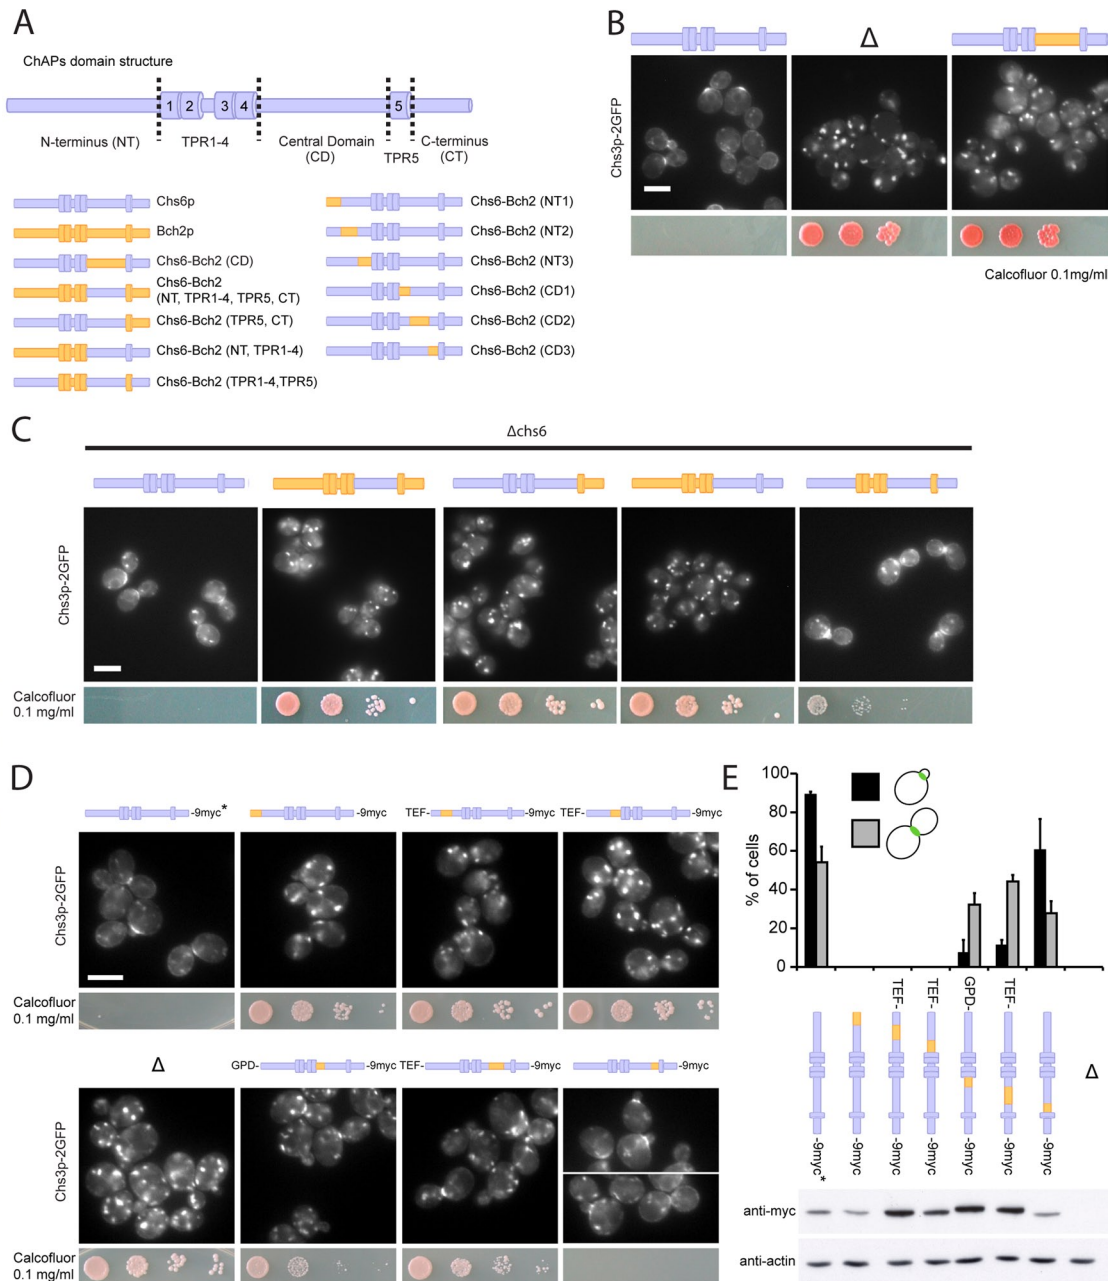 A
ChAPs domain structure
1 2 3 4 5
N-terminus (NT)
TPR1-4
Central Domain
(CD)
TPR5
C-terminus
(CT)
Chs6p
Bch2p
Chs6-Bch2 (CD)
Chs6-Bch2
(NT, TPR1-4, TPR5, CT)
Chs6-Bch2 (TPR5, CT)
Chs6-Bch2 (NT, TPR1-4)
Chs6-Bch2 (TPR1-4,TPR5)
Chs6-Bch2 (NT1)
Chs6-Bch2 (NT2)
Chs6-Bch2 (NT3)
Chs6-Bch2 (CD1)
Chs6-Bch2 (CD2)
Chs6-Bch2 (CD3)
B
Δ
Chs3p-2GFP
Calcofluor 0.1mg/ml
C
Δchs6
Chs3p-2GFP
Calcofluor
0.1 mg/ml
D
-9myc*
-9myc
TEF- -9myc
TEF- -9myc
Chs3p-2GFP
Calcofluor
0.1 mg/ml
Δ
GPD- -9myc
TEF- -9myc
-9myc
Chs3p-2GFP
Calcofluor
0.1 mg/ml
E
% of cells
100
80
60
40
20
0
TEF-
TEF-
GPD-
TEF-
Δ
-9myc*
-9myc
-9myc
-9myc
-9myc
-9myc
-9myc
anti-myc
anti-actin